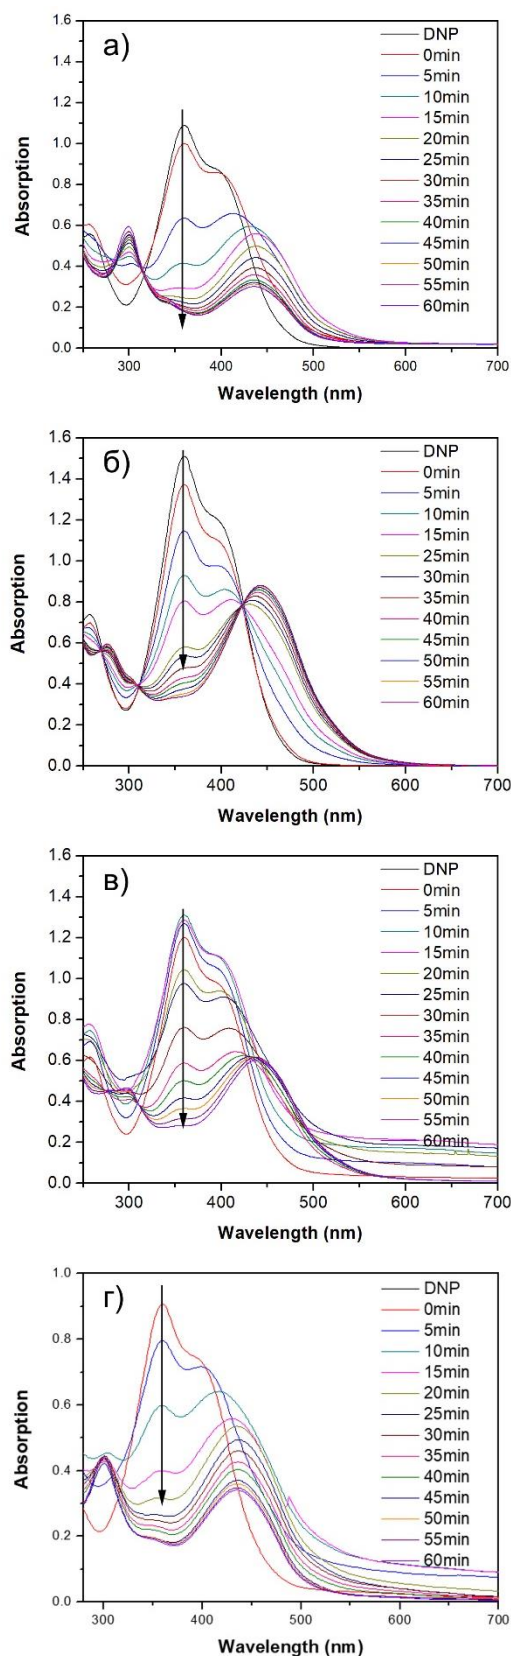 а)
DNP
0min
5min
10min
15min
20min
25min
30min
35min
40min
45min
50min
55min
60min
1.6
1.4
1.2
1.0
0.8
0.6
0.4
0.2
0.0
Absorption
300 400 500 600 700
Wavelength (nm)
б)
DNP
0min
5min
10min
15min
25min
30min
35min
40min
45min
50min
55min
60min
1.6
1.4
1.2
1.0
0.8
0.6
0.4
0.2
0.0
Absorption
300 400 500 600 700
Wavelength (nm)
в)
DNP
0min
5min
10min
15min
20min
25min
30min
35min
40min
45min
50min
55min
60min
1.6
1.4
1.2
1.0
0.8
0.6
0.4
0.2
0.0
Absorption
300 400 500 600 700
Wavelength (nm)
г)
DNP
0min
5min
10min
15min
20min
25min
30min
35min
40min
45min
50min
55min
60min
1.0
0.8
0.6
0.4
0.2
0.0
Absorption
300 400 500 600 700
Wavelength (nm)